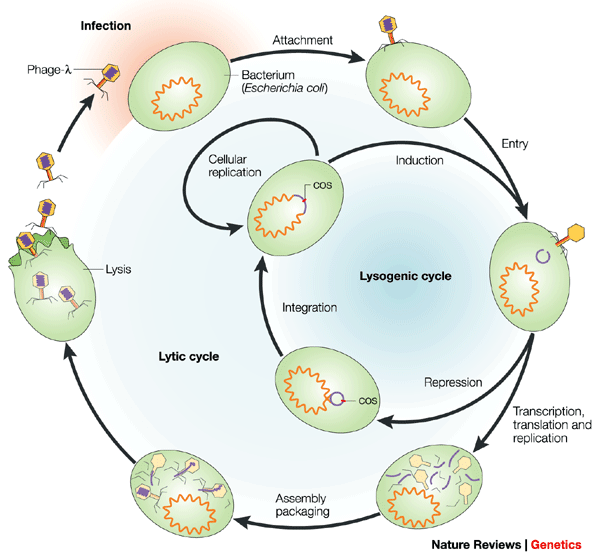 Infection
Attachment
Phage-λ
Bacterium
(Escherichia coli)
Entry
Cellular
replication
Induction
cos
Lysis
Lysogenic cycle
Integration
Lytic cycle
Repression
cos
Transcription,
translation and
replication
Assembly
packaging
Nature Reviews | Genetics